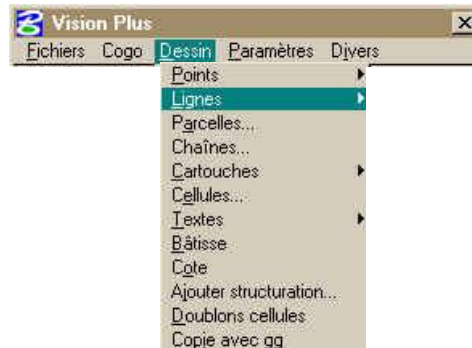 Vision Plus
Fichiers Cogo Dessin Paramètres Divers
Points
Lignes
Parcelles...
Chaînes...
Cartouches
Cellules...
Textes
Bâtisse
Cote
Ajouter structuration...
Doublons cellules
Copie avec gg